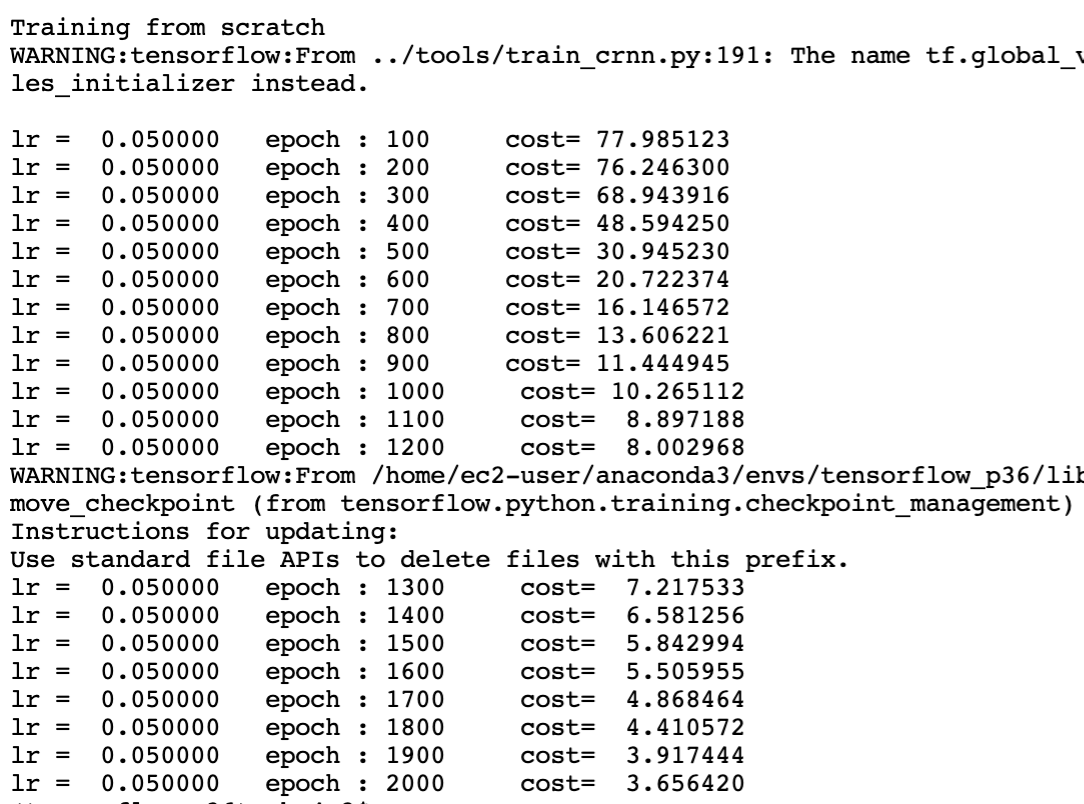 Training from scratch
WARNING:tensorflow:From ../tools/train_crnn.py:191: The name tf.global_v
les_initializer instead.
lr =  0.050000   epoch : 100     cost= 77.985123
lr =  0.050000   epoch : 200     cost= 76.246300
lr =  0.050000   epoch : 300     cost= 68.943916
lr =  0.050000   epoch : 400     cost= 48.594250
lr =  0.050000   epoch : 500     cost= 30.945230
lr =  0.050000   epoch : 600     cost= 20.722374
lr =  0.050000   epoch : 700     cost= 16.146572
lr =  0.050000   epoch : 800     cost= 13.606221
lr =  0.050000   epoch : 900     cost= 11.444945
lr =  0.050000   epoch : 1000     cost= 10.265112
lr =  0.050000   epoch : 1100     cost=  8.897188
lr =  0.050000   epoch : 1200     cost=  8.002968
WARNING:tensorflow:From /home/ec2-user/anaconda3/envs/tensorflow_p36/lib
move_checkpoint (from tensorflow.python.training.checkpoint_management)
Instructions for updating:
Use standard file APIs to delete files with this prefix.
lr =  0.050000   epoch : 1300     cost=  7.217533
lr =  0.050000   epoch : 1400     cost=  6.581256
lr =  0.050000   epoch : 1500     cost=  5.842994
lr =  0.050000   epoch : 1600     cost=  5.505955
lr =  0.050000   epoch : 1700     cost=  4.868464
lr =  0.050000   epoch : 1800     cost=  4.410572
lr =  0.050000   epoch : 1900     cost=  3.917444
lr =  0.050000   epoch : 2000     cost=  3.656420